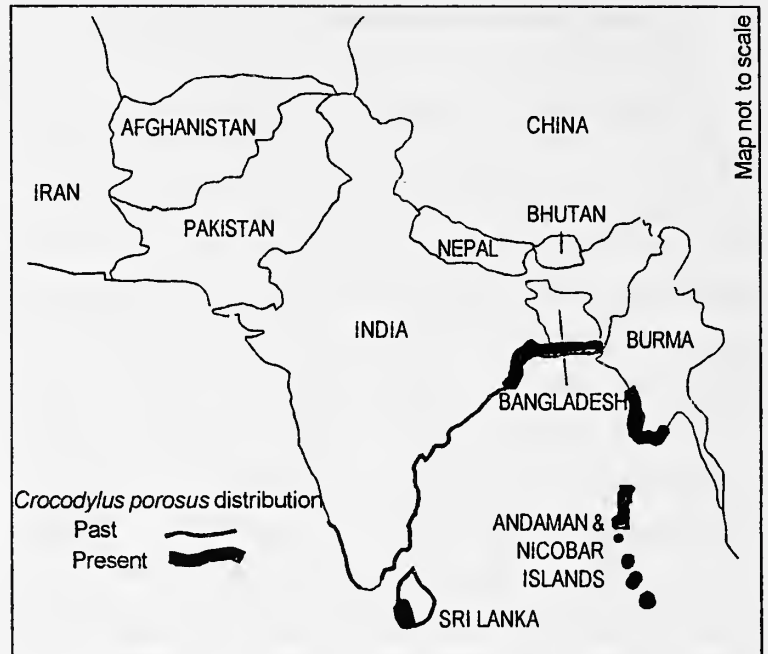 Map not to scale
AFGHANISTAN
CHINA
IRAN
PAKISTAN
BHUTAN
NEPAL
INDIA
BURMA
BANGLADESH
Crocodylus porosus distribution
Past
Present
ANDAMAN &
NICOBAR
ISLANDS
SRI LANKA